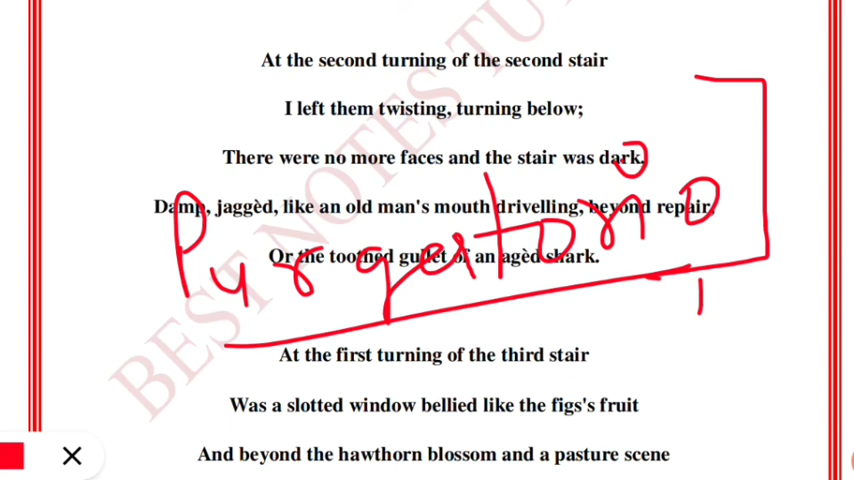 At the second turning of the second stair
I left them twisting, turning below;
There were no more faces and the stair was dark.
Damp, jaggèd, like an old man's mouth drivelling, beyond repair,
Or the toothed gullet of an agèd shark.
Purgatorio
At the first turning of the third stair
Was a slotted window bellied like the figs's fruit
And beyond the hawthorn blossom and a pasture scene
BEST NOTES TU